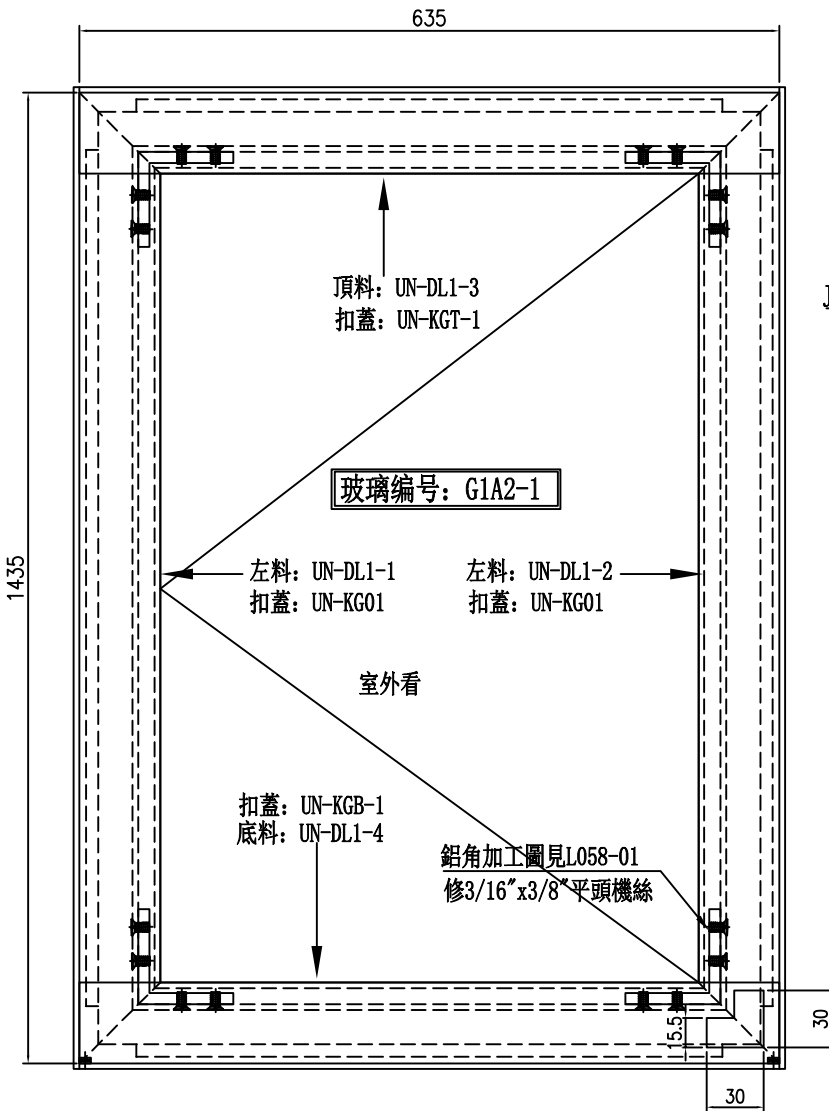 635
頂料: UN-DL1-3
扣蓋: UN-KGT-1
玻璃编号: G1A2-1
1435
左料: UN-DL1-1
扣蓋: UN-KG01
左料: UN-DL1-2
扣蓋: UN-KG01
室外看
扣蓋: UN-KGB-1
底料: UN-DL1-4
鋁角加工圖見L058-01
修3/16″x3/8″平頭機絲
15.5
30
30